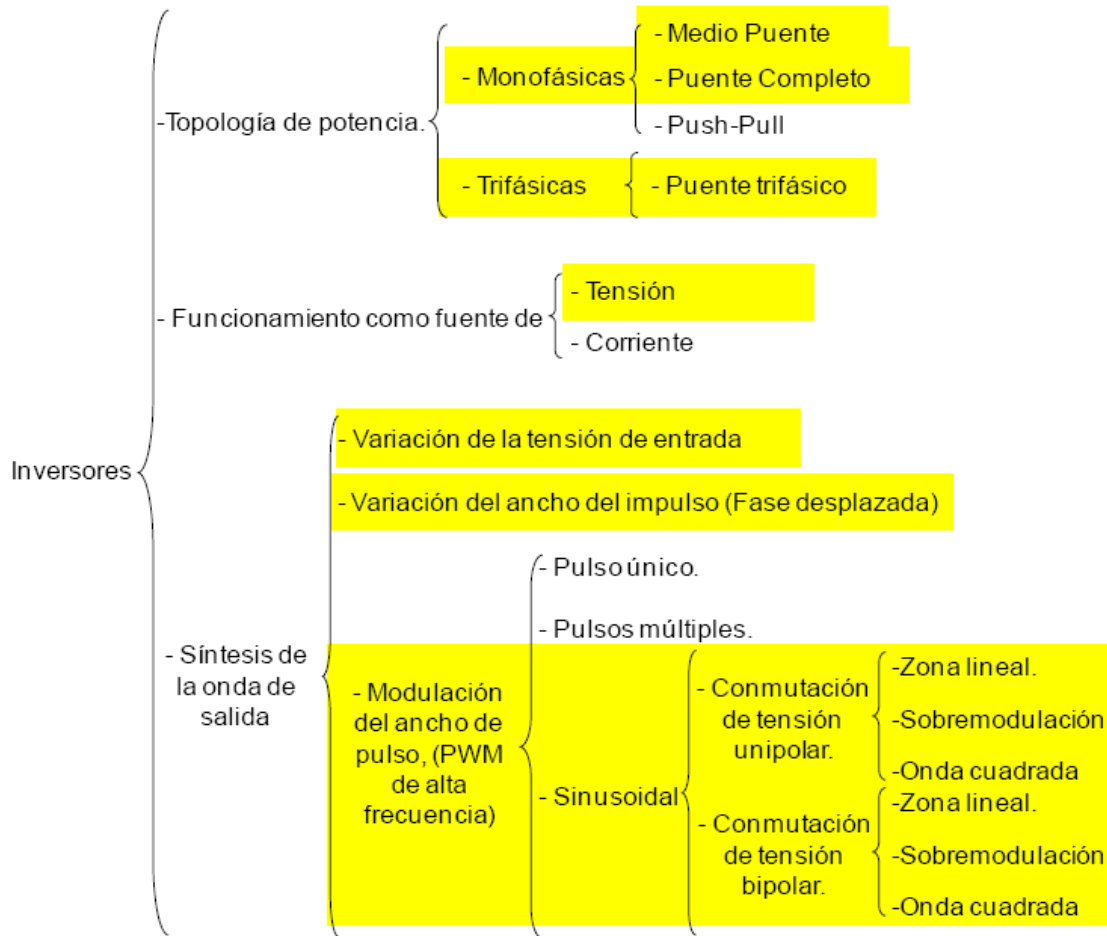 Inversores
-Topología de potencia.
- Monofásicas
- Medio Puente
- Puente Completo
- Push-Pull
- Trifásicas
- Puente trifásico
- Funcionamiento como fuente de
- Tensión
- Corriente
- Síntesis de
la onda de
salida
- Variación de la tensión de entrada
- Variación del ancho del impulso (Fase desplazada)
- Modulación
del ancho de
pulso, (PWM
de alta
frecuencia)
- Pulso único.
- Pulsos múltiples.
- Sinusoidal
- Conmutación
de tensión
unipolar.
-Zona lineal.
-Sobremodulación
-Onda cuadrada
- Conmutación
de tensión
bipolar.
-Zona lineal.
-Sobremodulación
-Onda cuadrada